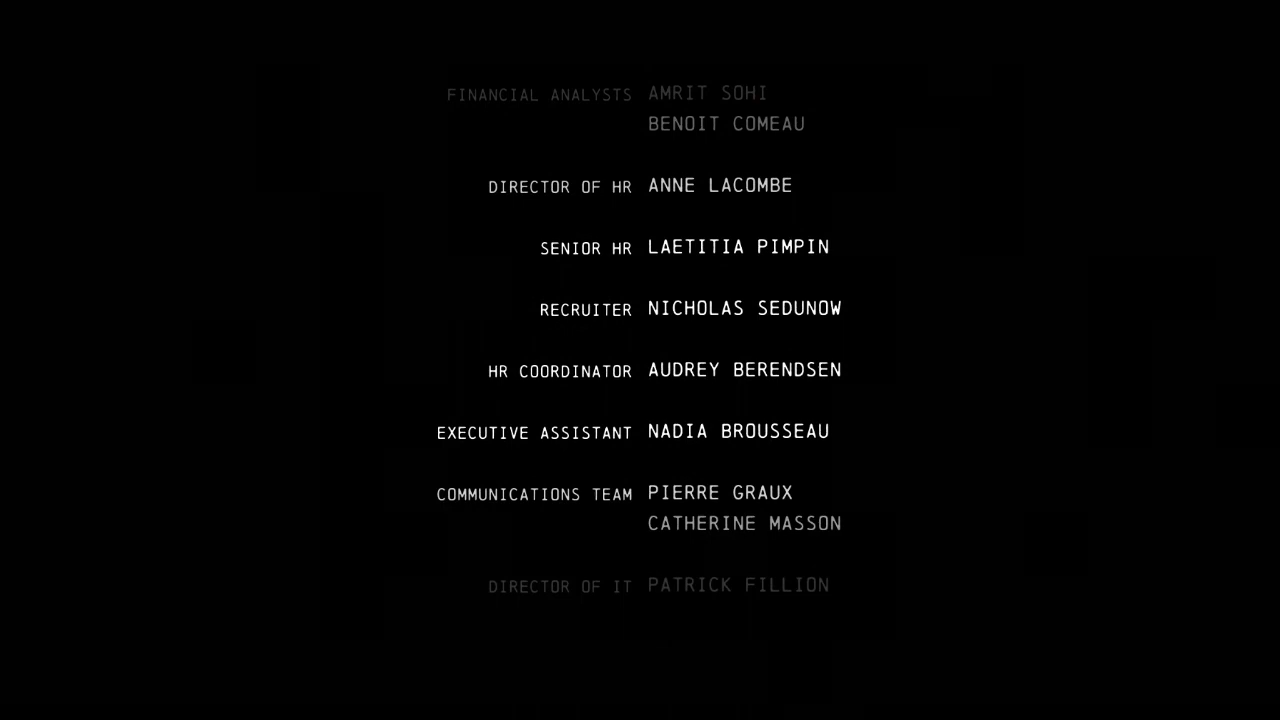 FINANCIAL ANALYSTS AMRIT SOHI
BENOIT COMEAU
DIRECTOR OF HR ANNE LACOMBE
SENIOR HR LAETITIA PIMPIN
RECRUITER NICHOLAS SEDUNOW
HR COORDINATOR AUDREY BERENDSEN
EXECUTIVE ASSISTANT NADIA BROUSSEAU
COMMUNICATIONS TEAM PIERRE GRAUX
CATHERINE MASSON
DIRECTOR OF IT PATRICK FILLION